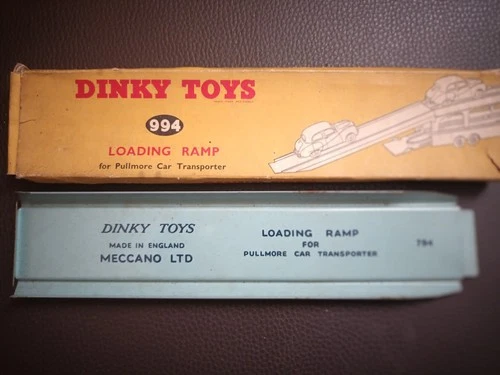 DINKY TOYS
994
LOADING RAMP
for Pullmore Car Transporter
DINKY TOYS
MADE IN ENGLAND
MECCANO LTD
LOADING RAMP
FOR
PULLMORE CAR TRANSPORTER
794